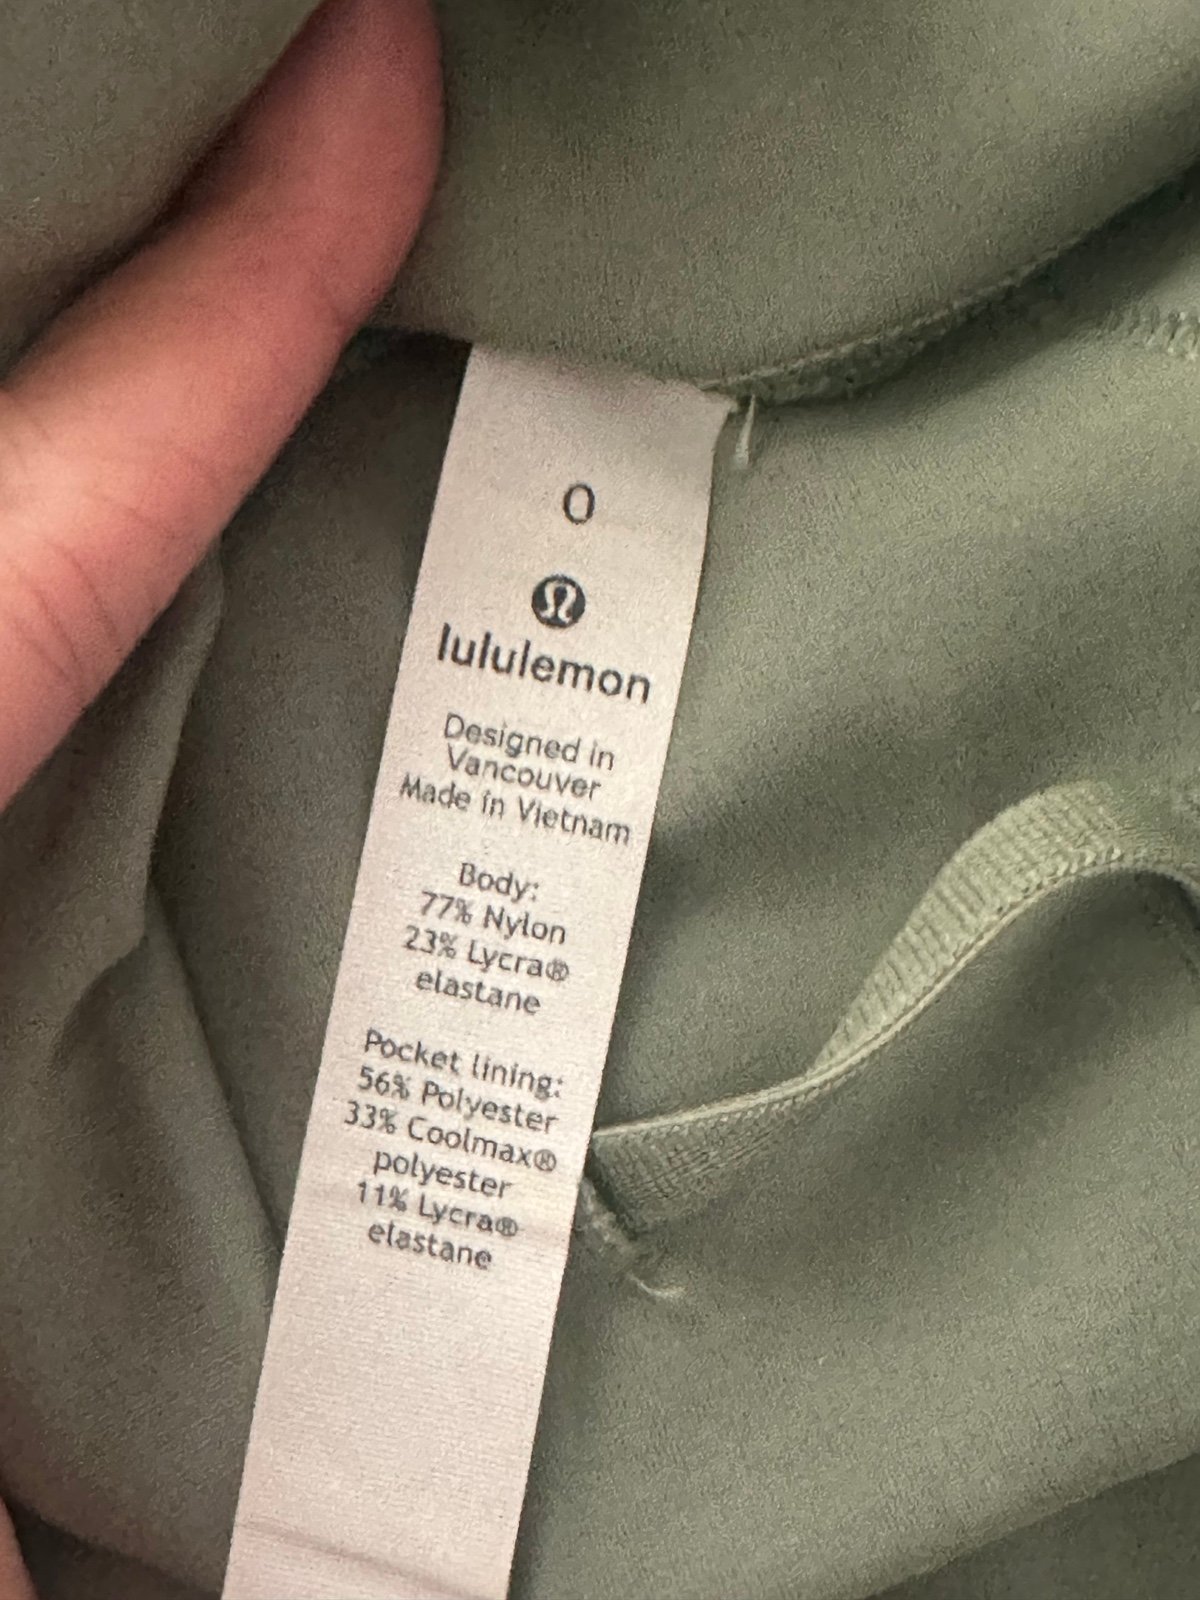 0
lululemon
Designed in
Vancouver
Made in Vietnam
Body:
77% Nylon
23% Lycra®
elastane
Pocket lining:
56% Polyester
33% Coolmax®
polyester
11% Lycra®
elastane